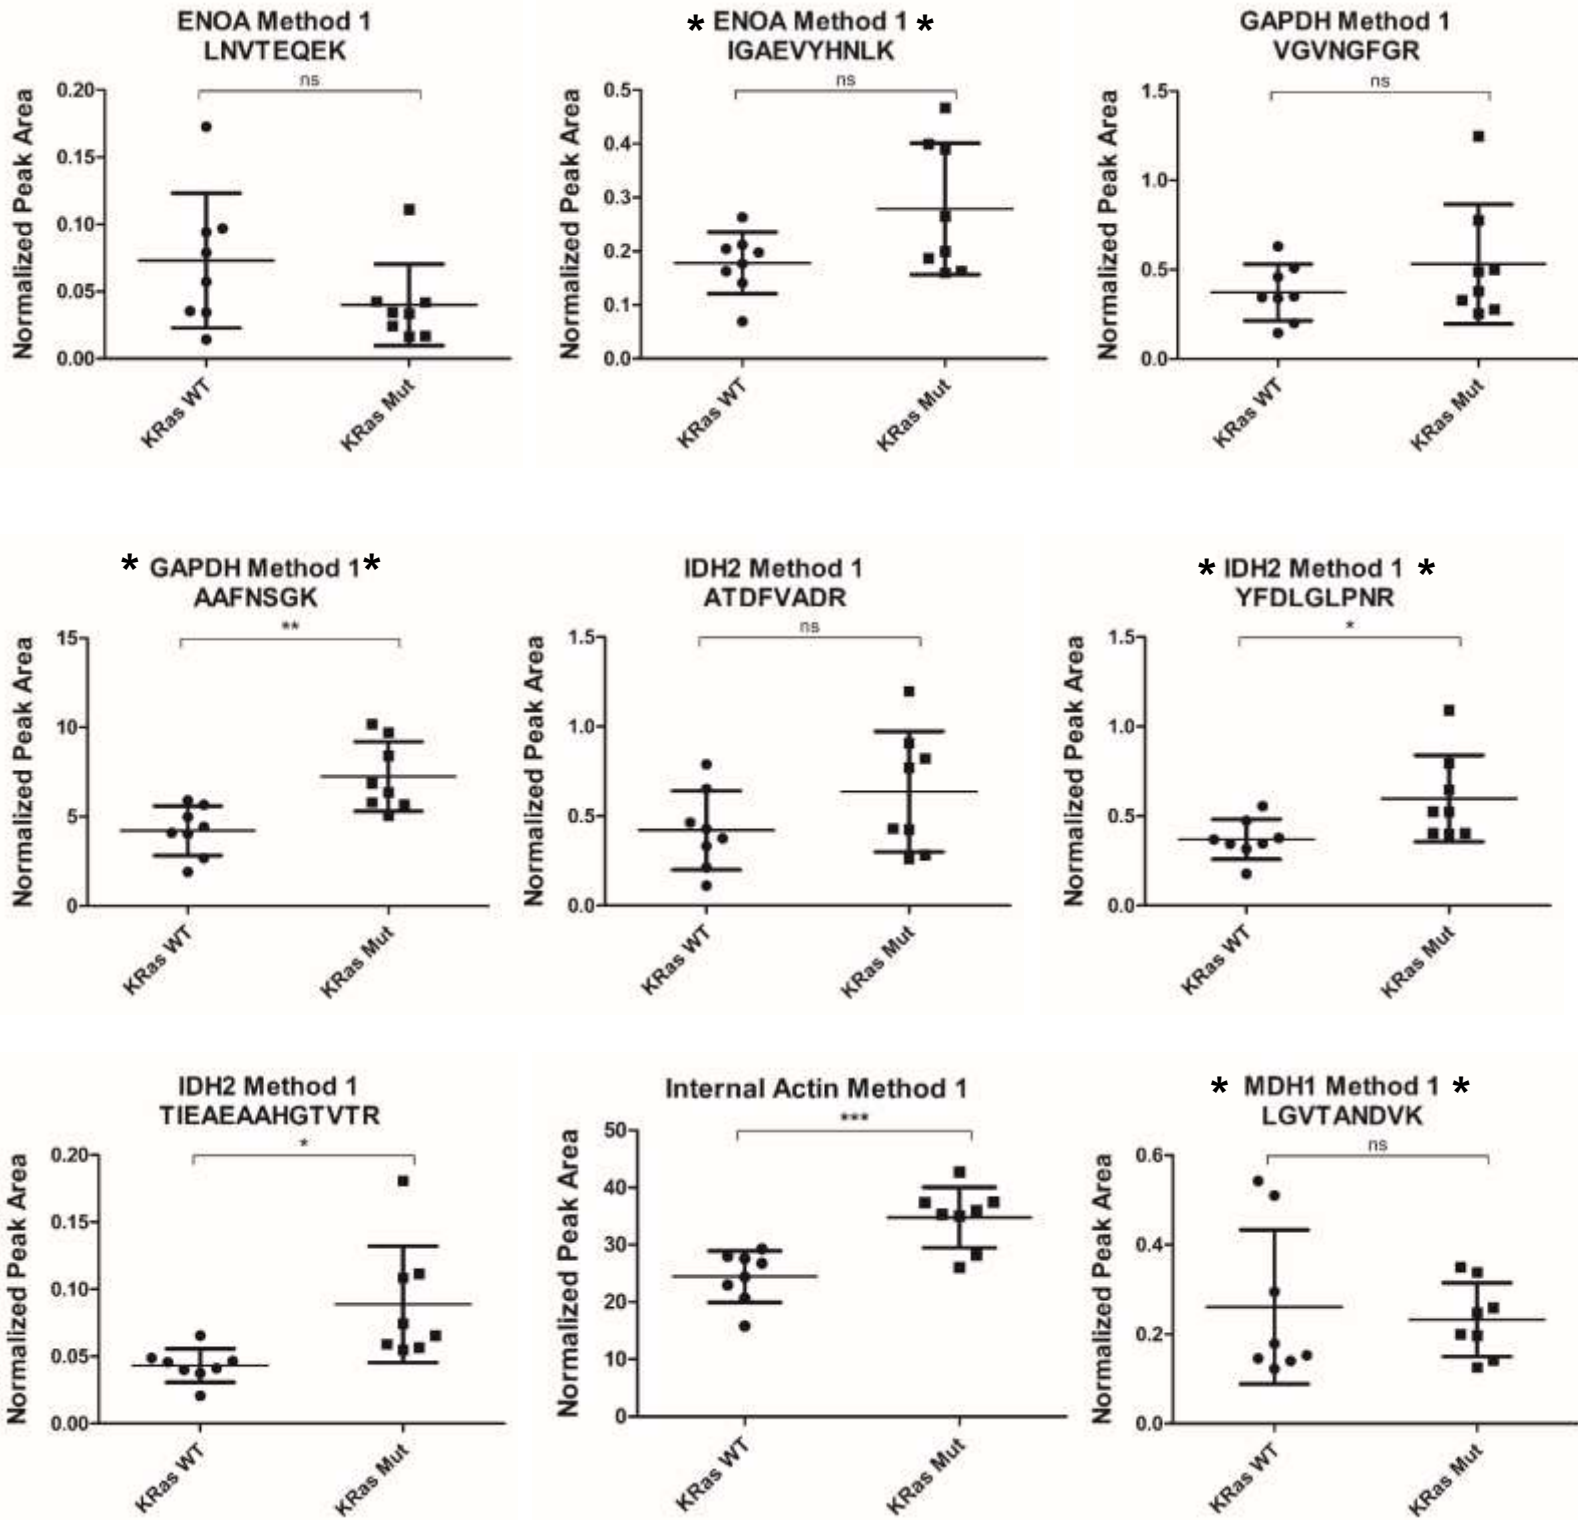 ENOA Method 1
LNVTEQEK
ns
Normalized Peak Area
0.20
0.15
0.10
0.05
0.00
KRas WT
KRas Mut
* ENOA Method 1 *
IGAEVYHNLK
ns
Normalized Peak Area
0.5
0.4
0.3
0.2
0.1
0.0
KRas WT
KRas Mut
GAPDH Method 1
VGVNGFGR
ns
Normalized Peak Area
1.5
1.0
0.5
0.0
KRas WT
KRas Mut
* GAPDH Method 1 *
AAFNSGK
**
Normalized Peak Area
15
10
5
0
KRas WT
KRas Mut
IDH2 Method 1
ATDFVADR
ns
Normalized Peak Area
1.5
1.0
0.5
0.0
KRas WT
KRas Mut
* IDH2 Method 1 *
YFDLGLPNR
*
Normalized Peak Area
1.5
1.0
0.5
0.0
KRas WT
KRas Mut
IDH2 Method 1
TIEAEAAHGTVTR
*
Normalized Peak Area
0.20
0.15
0.10
0.05
0.00
KRas WT
KRas Mut
Internal Actin Method 1
***
Normalized Peak Area
50
40
30
20
10
0
KRas WT
KRas Mut
* MDH1 Method 1 *
LGVTANDVK
ns
Normalized Peak Area
0.6
0.4
0.2
0.0
KRas WT
KRas Mut